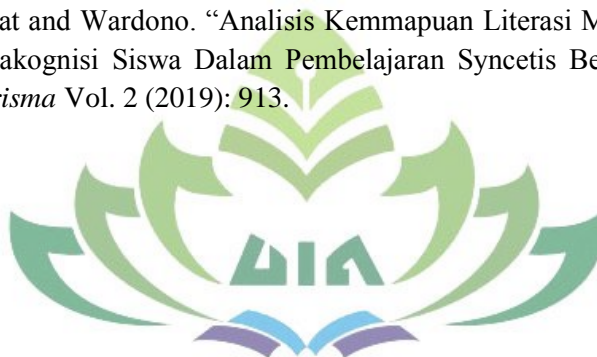 at and Wardono. “Analisis Kemmapuan Literasi M
akognisi Siswa Dalam Pembelajaran Syncetis Be
risma Vol. 2 (2019): 913.
UIN